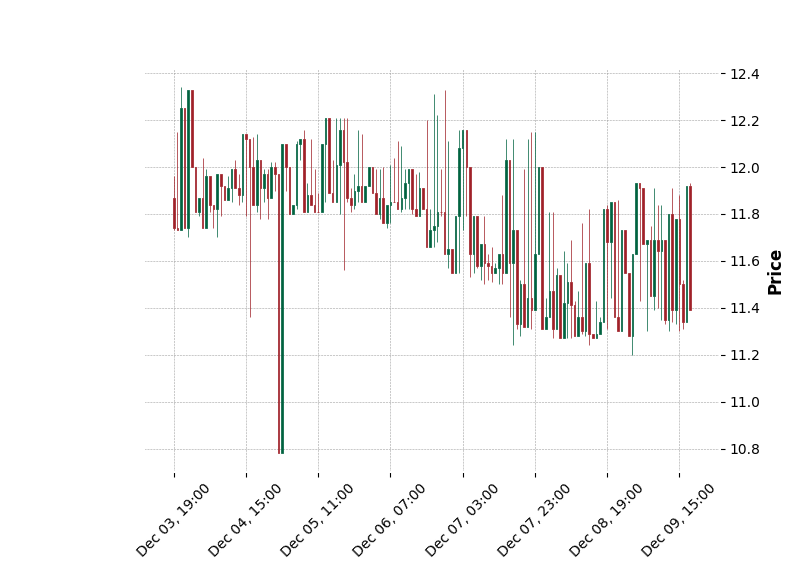 12.4
12.2
12.0
11.8
11.6
11.4
11.2
11.0
10.8
Price
Dec 03, 19:00
Dec 04, 15:00
Dec 05, 11:00
Dec 06, 07:00
Dec 07, 03:00
Dec 07, 23:00
Dec 08, 19:00
Dec 09, 15:00